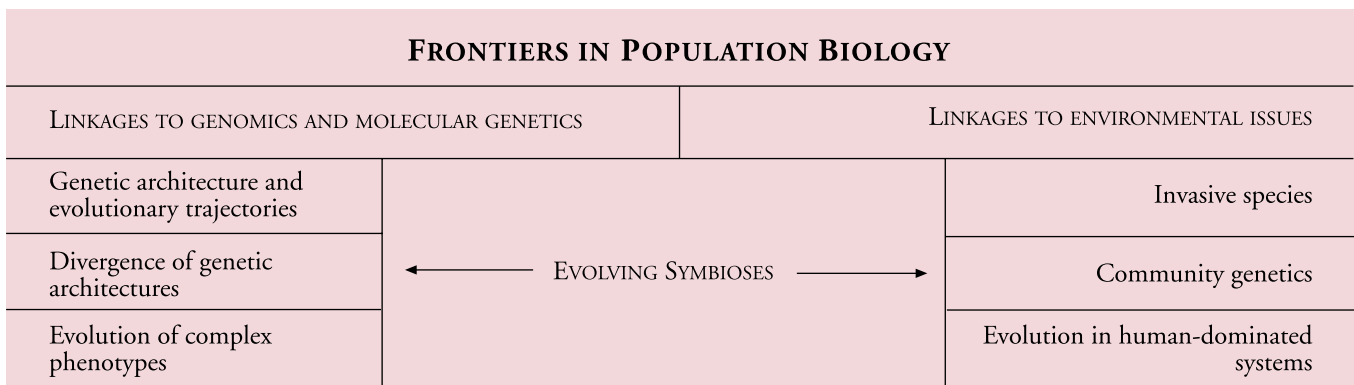 FRONTIERS IN POPULATION BIOLOGY
LINKAGES TO GENOMICS AND MOLECULAR GENETICS
LINKAGES TO ENVIRONMENTAL ISSUES
Genetic architecture and
evolutionary trajectories
Divergence of genetic
architectures
Evolution of complex
phenotypes
EVOLVING SYMBIOSES
Invasive species
Community genetics
Evolution in human-dominated
systems